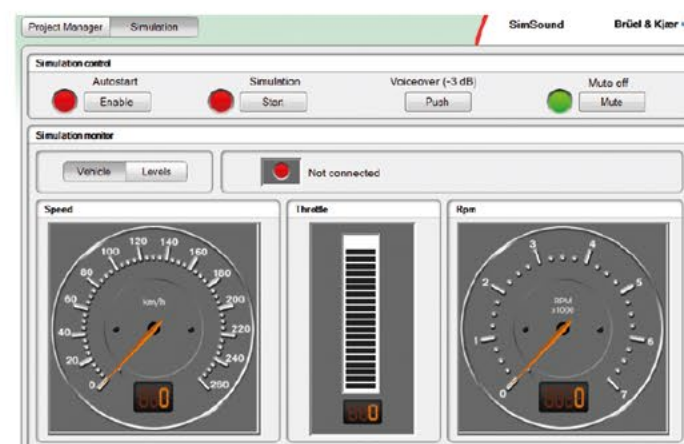 Project Manager Simulation SimSound Brüel & Kjær
Simulation control
Autostart Simulation Voiceover (-3 dB) Mute off
Enable Start Push Mute
Simulation monitor
Vehicle Levels Not connected
Speed
0 20 40 60 80 100 120 140 160 180 200 220 240 260
km/h
0
Throttle
0
Rpm
0 1 2 3 4 5 6 7
RPM
x1000
0